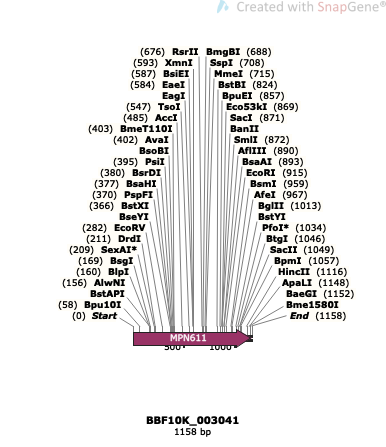 Created with SnapGene®
(676) RsrII BmgBI (688)
(593) XmnI SspI (708)
(587) BsiEI MmeI (715)
(584) EaeI BstBI (824)
EagI BpuEI (857)
(547) TsoI Eco53kI (869)
(485) AccI SacI (871)
(403) BmeT110I BanII
(402) AvaI SmlI (872)
BsoBI AflIII (890)
(395) PsiI BsaAI (893)
(380) BsrDI EcoRI (915)
(377) BsaHI BsmI (959)
(370) PspFI AfeI (967)
(366) BstXI BglII (1013)
BseYI BstYI
(282) EcoRV PfoI* (1034)
(211) DrdI BtgI (1046)
(209) SexAI* SacII (1049)
(169) BsgI BpmI (1057)
(160) BlpI HincII (1116)
(156) AlwNI ApaLI (1148)
BstAPI BaeGI (1152)
(58) Bpu10I Bme1580I
(0) Start End (1158)
MPN611
500 1000
BBF10K_003041
1158 bp